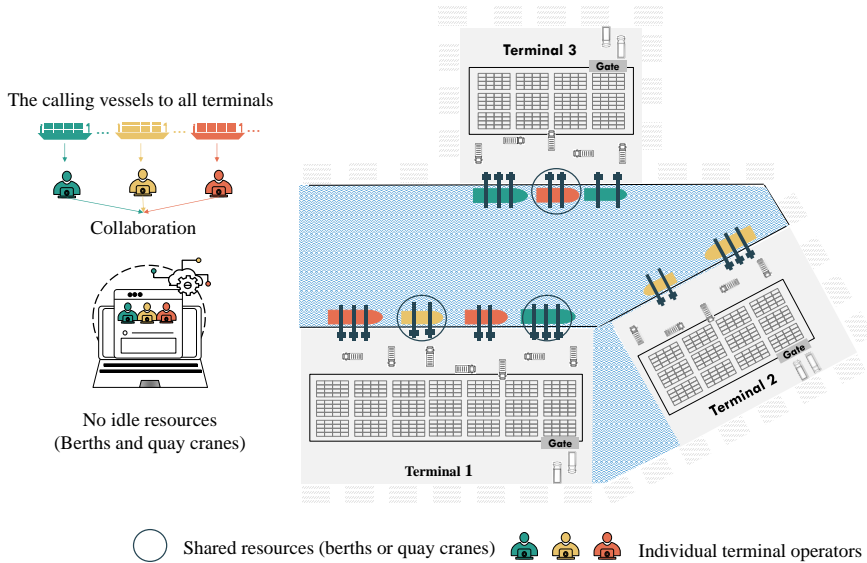 Terminal 3
Gate
The calling vessels to all terminals
Collaboration
No idle resources
(Berths and quay cranes)
Gate
Terminal 2
Gate
Terminal 1
Shared resources (berths or quay cranes)
Individual terminal operators